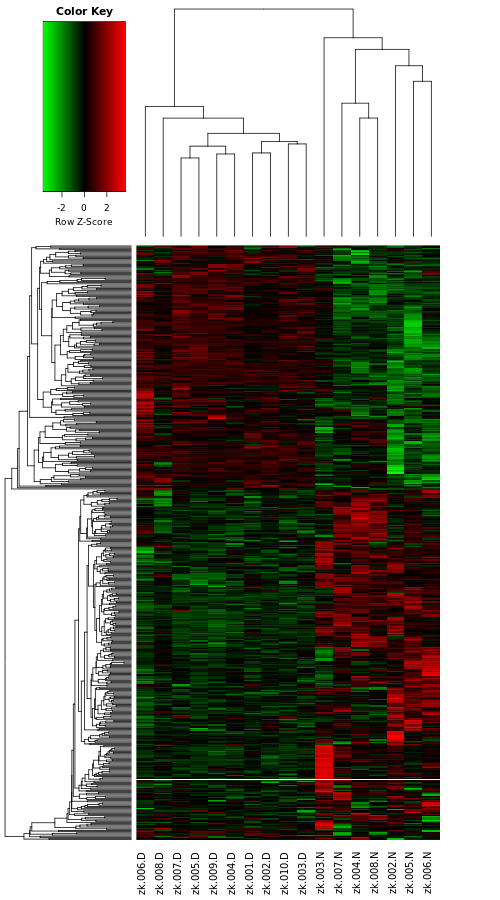 Color Key
-2 0 2
Row Z-Score
zk.006.D
zk.008.D
zk.007.D
zk.005.D
zk.009.D
zk.004.D
zk.001.D
zk.002.D
zk.010.D
zk.003.D
zk.003.N
zk.007.N
zk.004.N
zk.008.N
zk.002.N
zk.005.N
zk.006.N